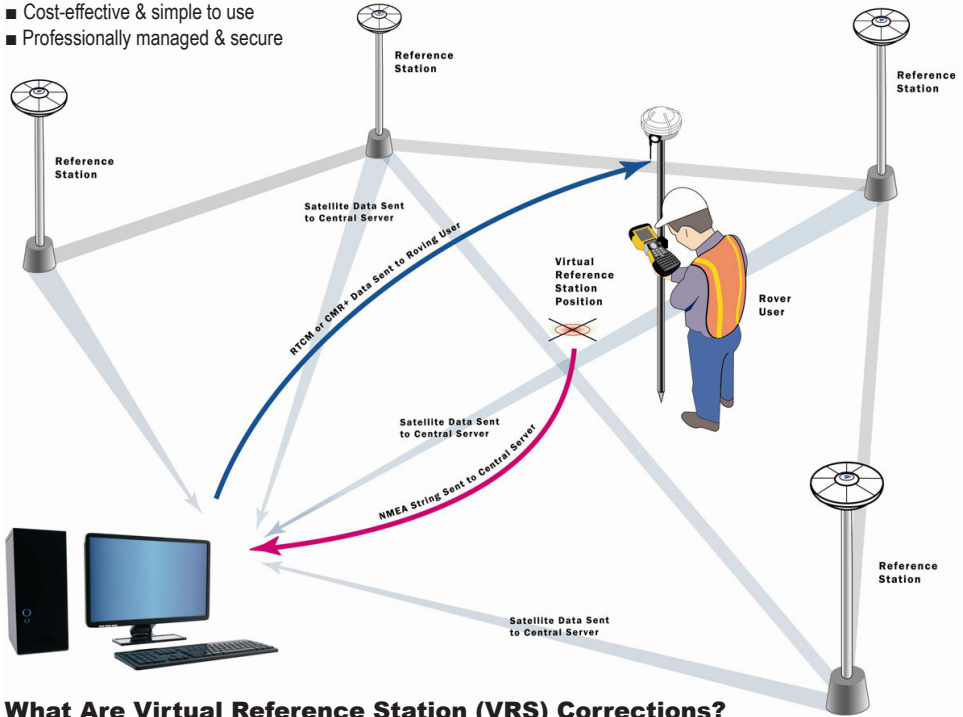 ■ Cost-effective & simple to use
■ Professionally managed & secure
Reference
Station
Reference
Station
Reference
Station
Satellite Data Sent
to Central Server
RTCM or CMR+ Data Sent to Roving User
Virtual
Reference
Station
Position
Rover
User
Satellite Data Sent
to Central Server
NMEA String Sent to Central Server
Reference
Station
Satellite Data Sent
to Central Server
What Are Virtual Reference Station (VRS) Corrections?